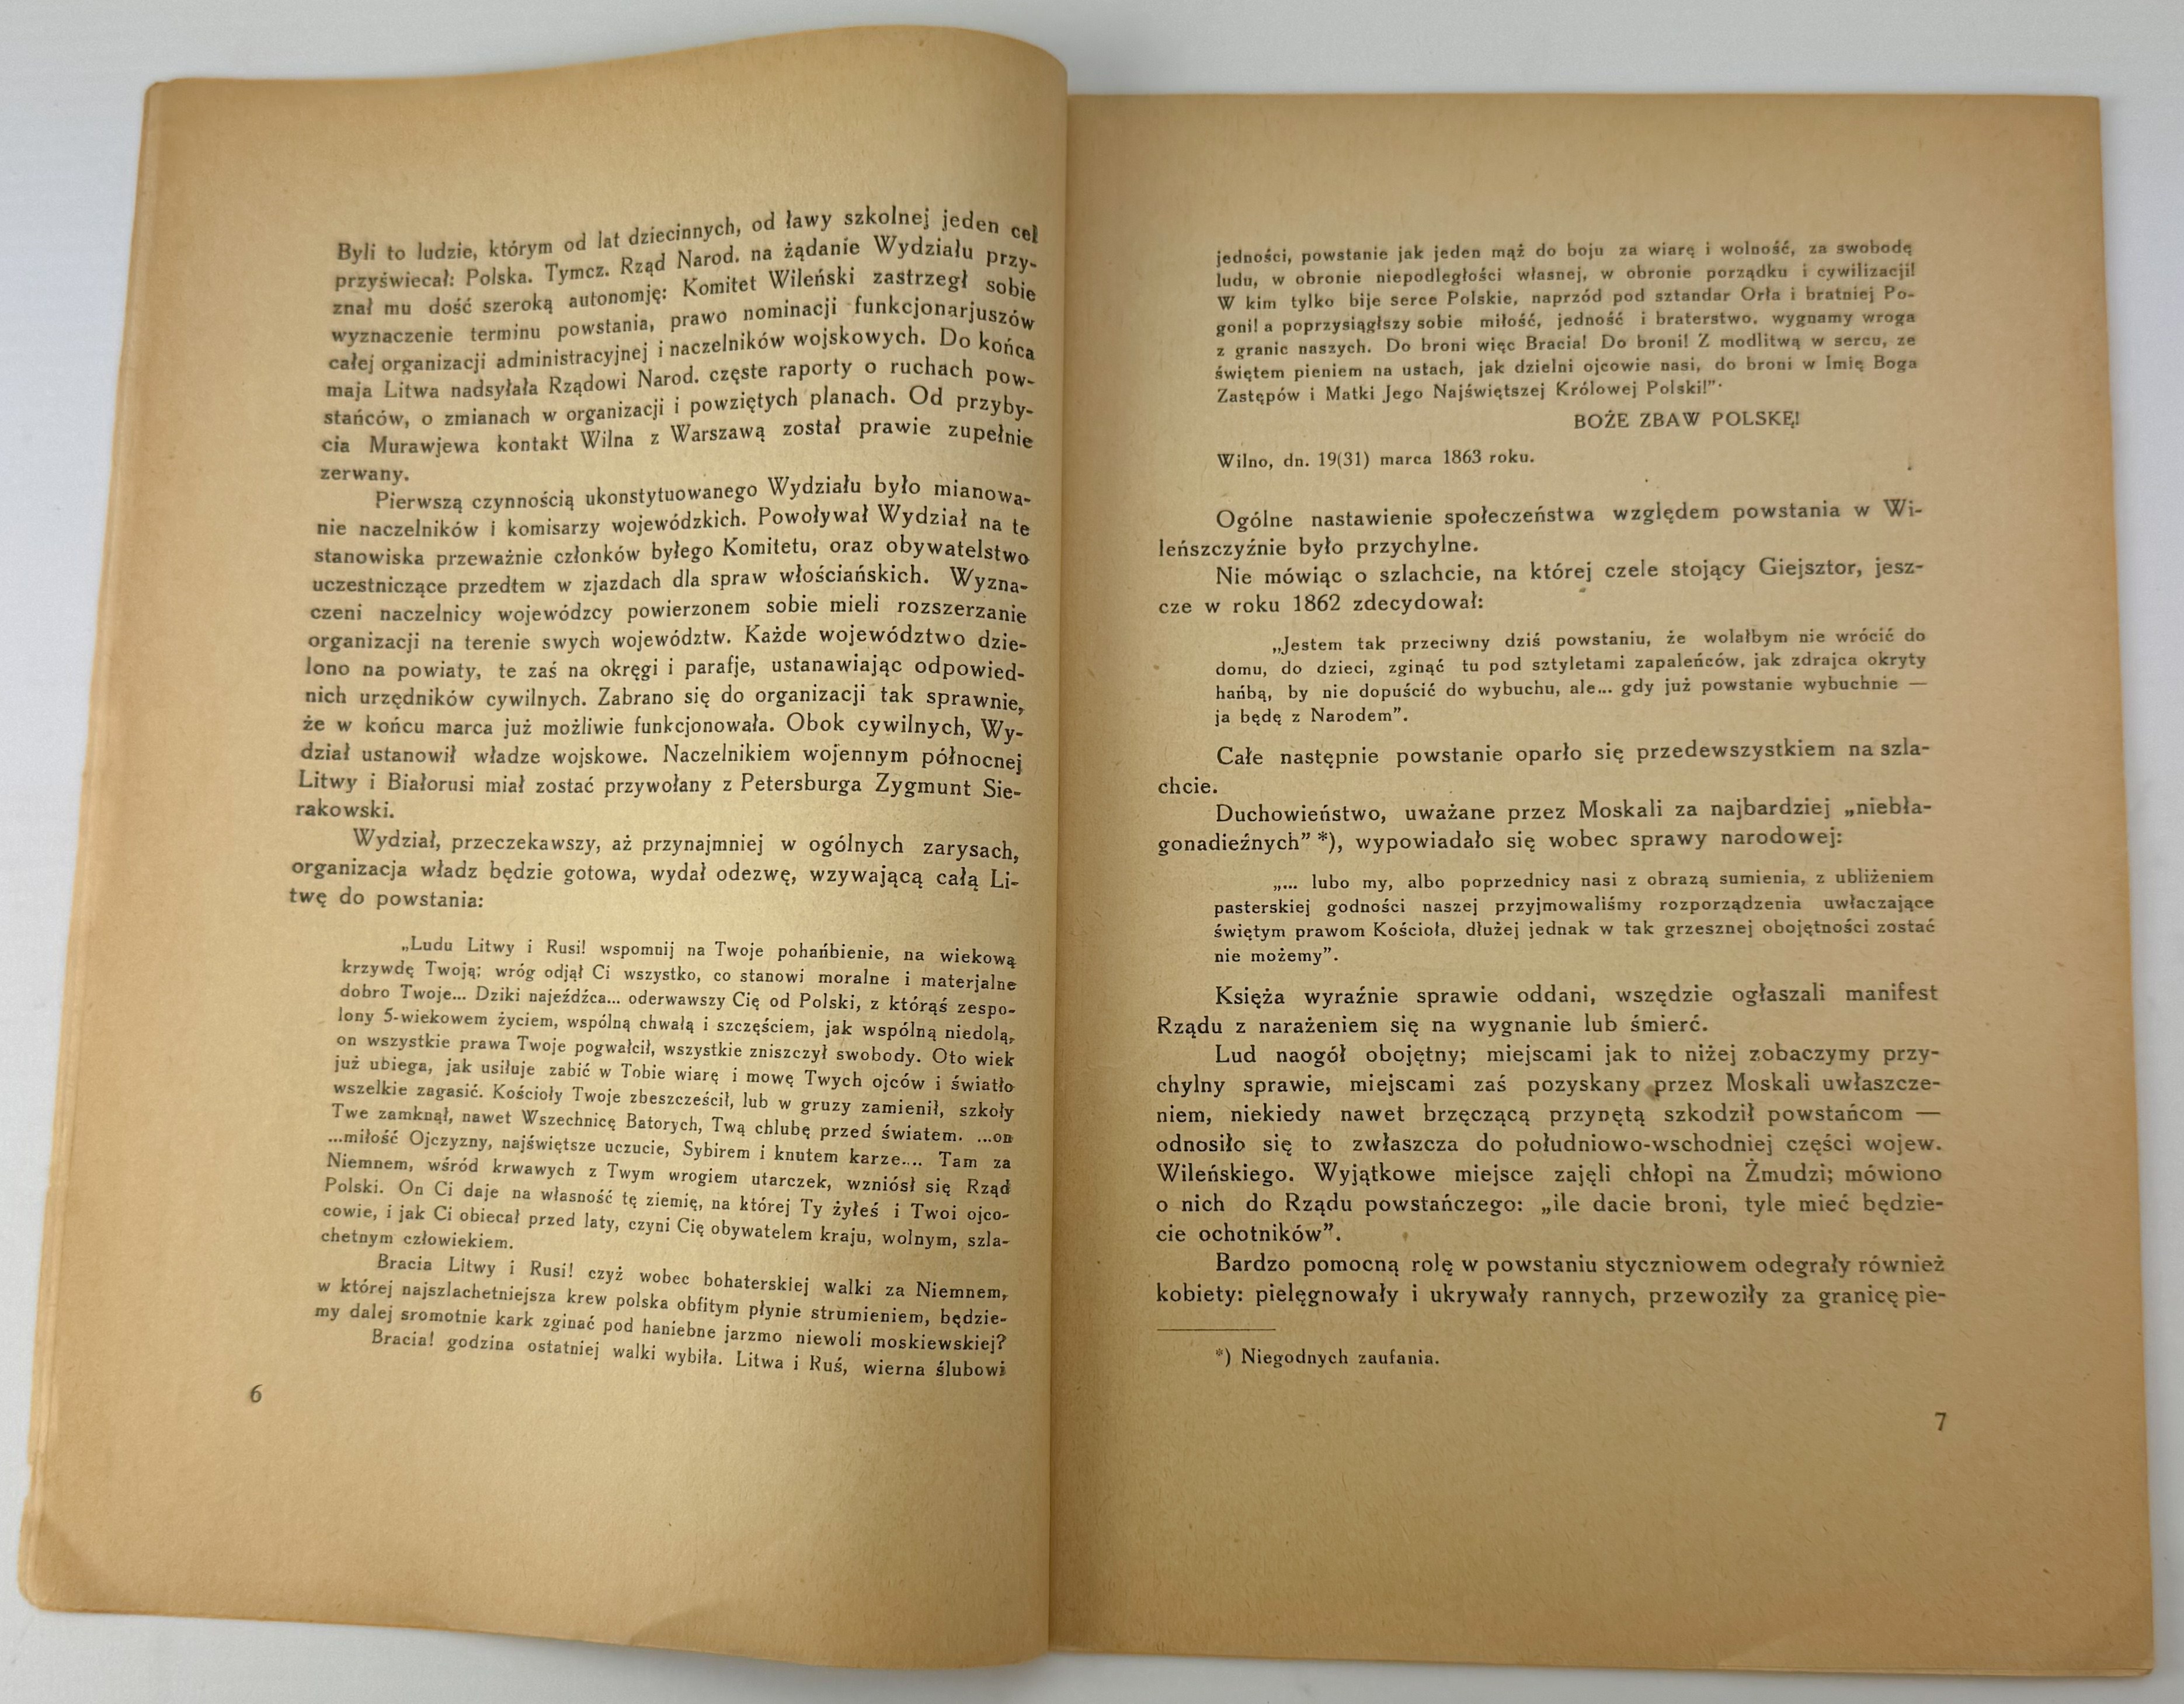 Byli to ludzie, którym od lat dziecinnych, od ławy szkolnej jeden cel
przyświecał: Polska. Tymcz. Rząd Narod. na żądanie Wydziału przy-
znał mu dość szeroką autonomję: Komitet Wileński zastrzegł sobie
wyznaczenie terminu powstania, prawo nominacji funkcjonarjuszów
całej organizacji administracyjnej i naczelników wojskowych. Do końca
maja Litwa nadsyłała Rządowi Narod. częste raporty o ruchach pow-
stańców, o zmianach w organizacji i powziętych planach. Od przyby-
cia Murawjewa kontakt Wilna z Warszawą został prawie zupełnie
zerwany.
Pierwszą czynnością ukonstytuowanego Wydziału było mianowa-
nie naczelników i komisarzy wojewódzkich. Powoływał Wydział na te
stanowiska przeważnie członków byłego Komitetu, oraz obywatelstwo
uczestniczące przedtem w zjazdach dla spraw włościańskich. Wyzna-
czeni naczelnicy wojewódzcy powierzonem sobie mieli rozszerzanie
organizacji na terenie swych województw. Każde województwo dzie-
lono na powiaty, te zaś na okręgi i parafje, ustanawiając odpowied-
nich urzędników cywilnych. Zabrano się do organizacji tak sprawnie,
że w końcu marca już możliwie funkcjonowała. Obok cywilnych, Wy-
dział ustanowił władze wojskowe. Naczelnikiem wojennym północnej
Litwy i Białorusi miał zostać przywołany z Petersburga Zygmunt Sie-
rakowski.
Wydział, przeczekawszy, aż przynajmniej w ogólnych zarysach,
organizacja władz będzie gotowa, wydał odezwę, wzywającą całą Li-
twę do powstania:
„Ludu Litwy i Rusi! wspomnij na Twoje pohańbienie, na wiekową
krzywdę Twoją; wróg odjął Ci wszystko, co stanowi moralne i materjalne
dobro Twoje... Dziki najeźdźca... oderwawszy Cię od Polski, z którąś zespo-
lony 5-wiekowem życiem, wspólną chwałą i szczęściem, jak wspólną niedolą,
on wszystkie prawa Twoje pogwałcił, wszystkie zniszczył swobody. Oto wiek
już ubiega, jak usiłuje zabić w Tobie wiarę i mowę Twych ojców i światło
wszelkie zagasić. Kościoły Twoje zbeszcześcił, lub w gruzy zamienił, szkoły
Twe zamknął, nawet Wszechnicę Batorych, Twą chlubę przed światem. ...on
...miłość Ojczyzny, najświętsze uczucie, Sybirem i knutem karze.... Tam za
Niemnem, wśród krwawych z Twym wrogiem utarczek, wzniósł się Rząd
Polski. On Ci daje na własność tę ziemię, na której Ty żyłeś i Twoi ojco-
cowie, i jak Ci obiecał przed laty, czyni Cię obywatelem kraju, wolnym, szla-
chetnym człowiekiem.
Bracia Litwy i Rusi! czyż wobec bohaterskiej walki za Niemnem,
w której najszlachetniejsza krew polska obfitym płynie strumieniem, będzie-
my dalej sromotnie kark zginać pod haniebne jarzmo niewoli moskiewskiej?
Bracia! godzina ostatniej walki wybiła. Litwa i Ruś, wierna ślubowi
6
jedności, powstanie jak jeden mąż do boju za wiarę i wolność, za swobodę
ludu, w obronie niepodległości własnej, w obronie porządku i cywilizacji!
W kim tylko bije serce Polskie, naprzód pod sztandar Orła i bratniej Po-
goni! a poprzysiągłszy sobie miłość, jedność i braterstwo, wygnamy wroga
z granic naszych. Do broni więc Bracia! Do broni! Z modlitwą w sercu, ze
świętem pieniem na ustach, jak dzielni ojcowie nasi, do broni w Imię Boga
Zastępów i Matki Jego Najświętszej Królowej Polski!”
BOŻE ZBAW POLSKĘ!
Wilno, dn. 19(31) marca 1863 roku.
Ogólne nastawienie społeczeństwa względem powstania w Wi-
leńszczyźnie było przychylne.
Nie mówiąc o szlachcie, na której czele stojący Giejsztor, jesz-
cze w roku 1862 zdecydował:
„Jestem tak przeciwny dziś powstaniu, że wolałbym nie wrócić do
domu, do dzieci, zginąć tu pod sztyletami zapaleńców, jak zdrajca okryty
hańbą, by nie dopuścić do wybuchu, ale... gdy już powstanie wybuchnie —
ja będę z Narodem”.
Całe następnie powstanie oparło się przedewszystkiem na szla-
chcie.
Duchowieństwo, uważane przez Moskali za najbardziej „niebła-
gonadieźnych” *), wypowiadało się wobec sprawy narodowej:
„... lubo my, albo poprzednicy nasi z obrazą sumienia, z ubliżeniem
pasterskiej godności naszej przyjmowaliśmy rozporządzenia uwłaczające
świętym prawom Kościoła, dłużej jednak w tak grzesznej obojętności zostać
nie możemy”.
Księża wyraźnie sprawie oddani, wszędzie ogłaszali manifest
Rządu z narażeniem się na wygnanie lub śmierć.
Lud naogół obojętny; miejscami jak to niżej zobaczymy przy-
chylny sprawie, miejscami zaś pozyskany przez Moskali uwłaszcze-
niem, niekiedy nawet brzęczącą przynętą szkodził powstańcom —
odnosiło się to zwłaszcza do południowo-wschodniej części wojew.
Wileńskiego. Wyjątkowe miejsce zajęli chłopi na Żmudzi; mówiono
o nich do Rządu powstańczego: „ile dacie broni, tyle mieć będzie-
cie ochotników”.
Bardzo pomocną rolę w powstaniu styczniowem odegrały również
kobiety: pielęgnowały i ukrywały rannych, przewoziły za granicę pie-
*) Niegodnych zaufania.
7